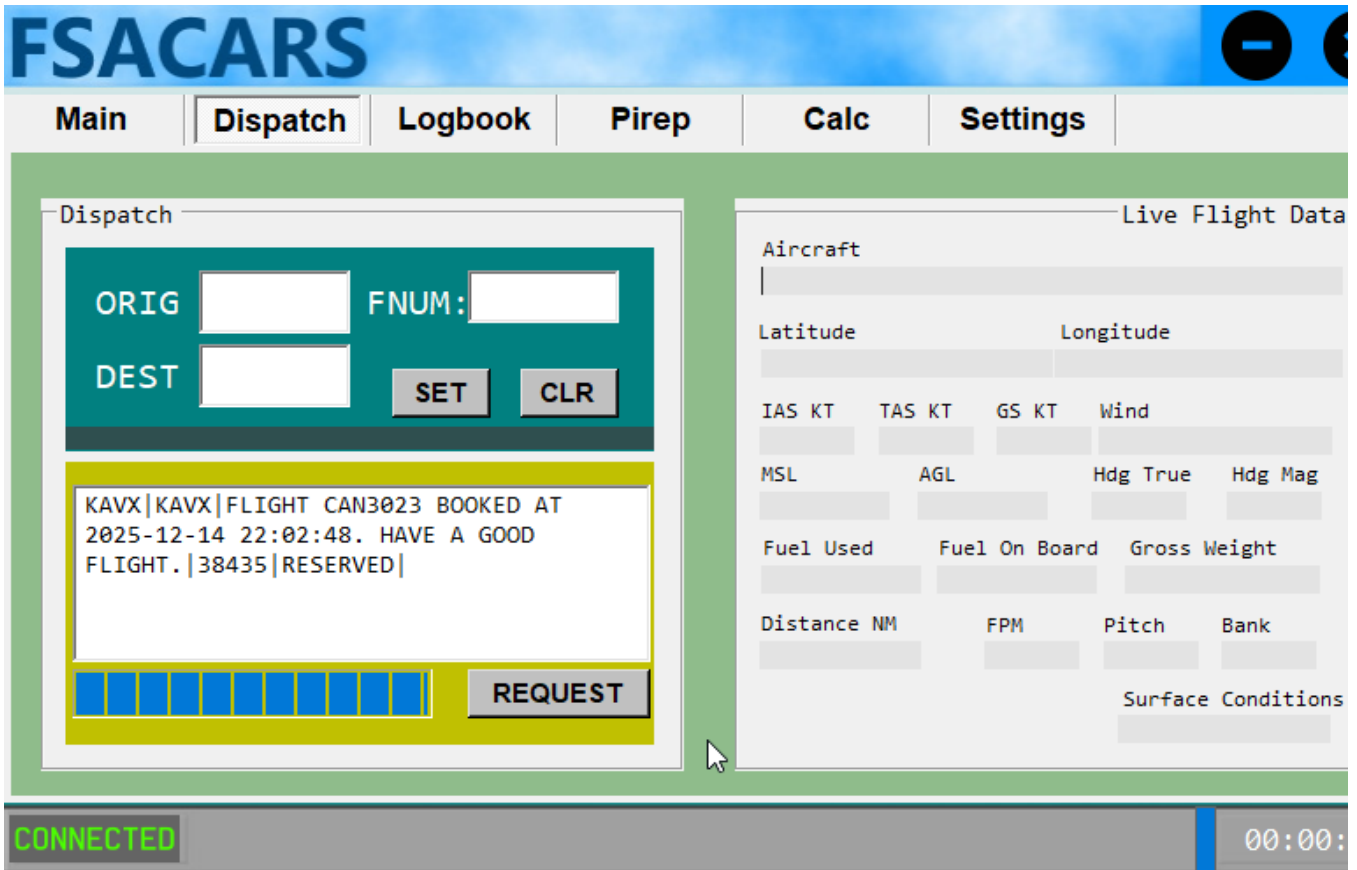 FSACARS
Main Dispatch Logbook Pirep Calc Settings
Dispatch
ORIG FNUM:
DEST SET CLR
KAVX|KAVX|FLIGHT CAN3023 BOOKED AT
2025-12-14 22:02:48. HAVE A GOOD
FLIGHT.|38435|RESERVED|
REQUEST
Live Flight Data
Aircraft
Latitude Longitude
IAS KT TAS KT GS KT Wind
MSL AGL Hdg True Hdg Mag
Fuel Used Fuel On Board Gross Weight
Distance NM FPM Pitch Bank
Surface Conditions
CONNECTED 00:00: